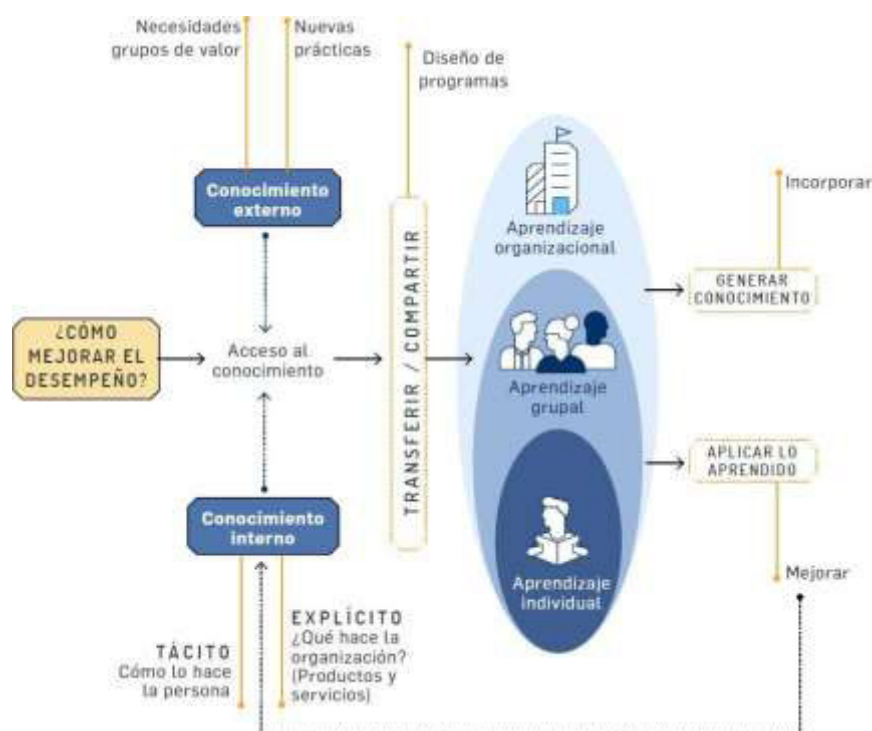 Necesidades
grupos de valor
Nuevas
prácticas
Diseño de
programas
Conocimiento
externo
¿CÓMO
MEJORAR EL
DESEMPEÑO?
Acceso al
conocimiento
TRANSFERIR / COMPARTIR
Aprendizaje
organizacional
Aprendizaje
grupal
Aprendizaje
individual
Incorporar
GENERAR
CONOCIMIENTO
APLICAR LO
APRENDIDO
Mejorar
Conocimiento
interno
TÁCITO
Cómo lo hace
la persona
EXPLÍCITO
¿Qué hace la
organización?
(Productos y
servicios)